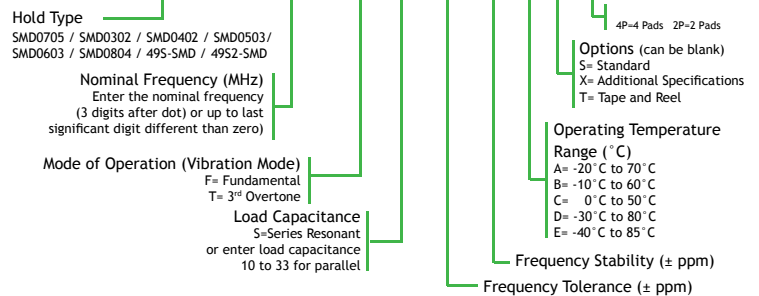 Hold Type
SMD0705 / SMD0302 / SMD0402 / SMD0503/
SMD0603 / SMD0804 / 49S-SMD / 49S2-SMD
Nominal Frequency (MHz)
Enter the nominal frequency
(3 digits after dot) or up to last
significant digit different than zero)
Mode of Operation (Vibration Mode)
F= Fundamental
T= 3rd Overtone
Load Capacitance
S=Series Resonant
or enter load capacitance
10 to 33 for parallel
4P=4 Pads 2P=2 Pads
Options (can be blank)
S= Standard
X= Additional Specifications
T= Tape and Reel
Operating Temperature
Range (°C)
A= -20°C to 70°C
B= -10°C to 60°C
C= 0°C to 50°C
D= -30°C to 80°C
E= -40°C to 85°C
Frequency Stability (± ppm)
Frequency Tolerance (± ppm)